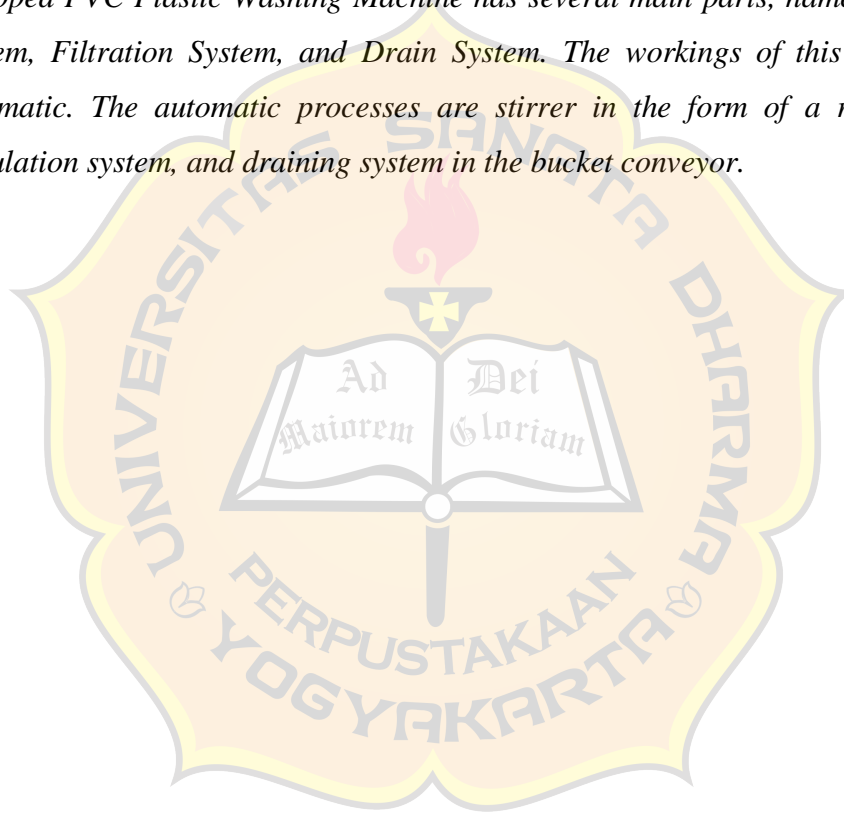 oped PVC Plastic Washing Machine has several main parts, name
em, Filtration System, and Drain System. The workings of this
matic. The automatic processes are stirrer in the form of a
ulation system, and draining system in the bucket conveyor.
UNIVERSITAS SANATA DHARMA
Ad Dei
Maiorem Gloriam
PERPUSTAKAAN
YOGYAKARTA